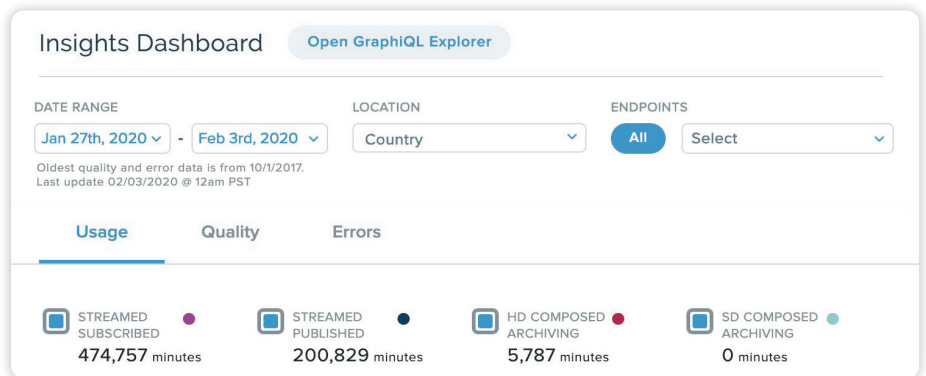 Insights Dashboard Open GraphiQL Explorer
DATE RANGE LOCATION ENDPOINTS
Jan 27th, 2020 - Feb 3rd, 2020 Country All Select
Oldest quality and error data is from 10/1/2017.
Last update 02/03/2020 @ 12am PST
Usage Quality Errors
STREAMED STREAMED HD COMPOSED SD COMPOSED
SUBSCRIBED PUBLISHED ARCHIVING ARCHIVING
474,757 minutes 200,829 minutes 5,787 minutes 0 minutes